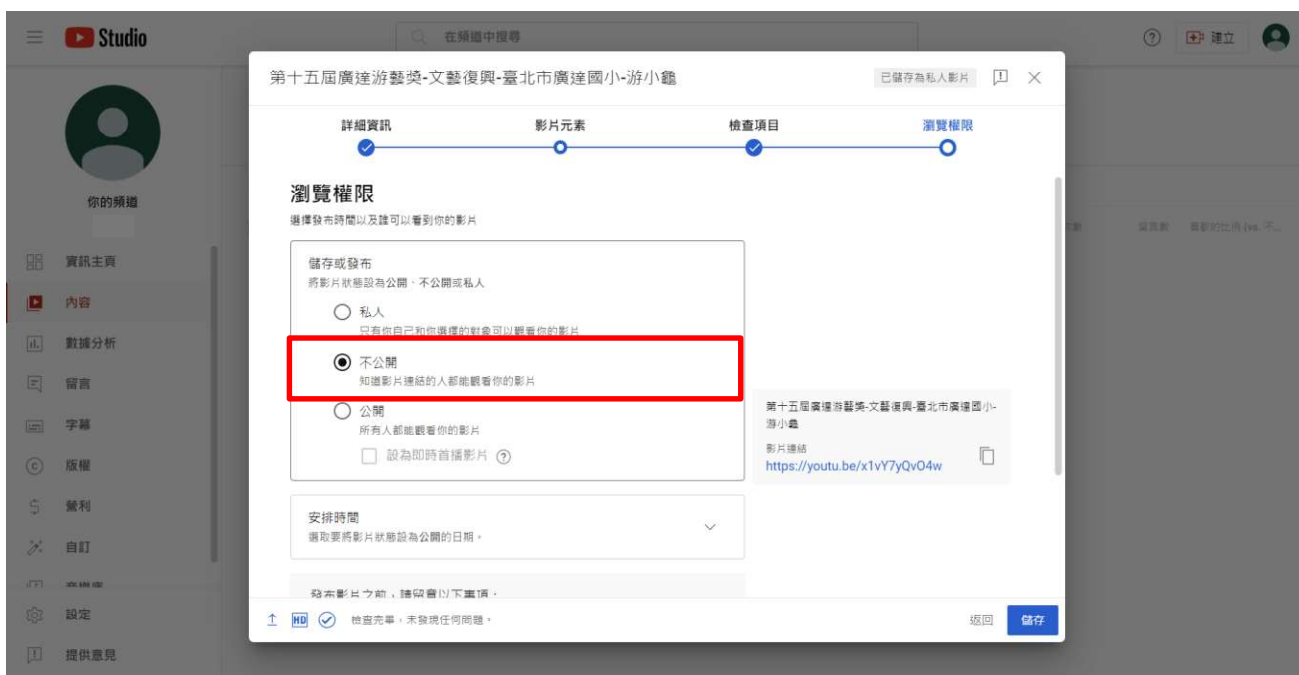 Studio
在頻道中搜尋
建立
第十五屆廣達游藝獎-文藝復興-臺北市廣達國小-游小龜
已儲存為私人影片
詳細資訊
影片元素
檢查項目
瀏覽權限
你的頻道
資訊主頁
內容
數據分析
留言
字幕
版權
營利
自訂
設定
提供意見
瀏覽權限
選擇發布時間以及誰可以看到你的影片
儲存或發布
將影片狀態設為公開、不公開或私人
私人
只有你自己和你選擇的對象可以觀看你的影片
不公開
知道影片連結的人都能觀看你的影片
公開
所有人都能觀看你的影片
設為即時首播影片
第十五屆廣達游藝獎-文藝復興-臺北市廣達國小-
游小龜
影片連結
https://youtu.be/x1vY7yQvO4w
安排時間
選取要將影片狀態設為公開的日期。
發布影片之前，請留意以下事項：
HD
檢查完畢，未發現任何問題。
返回
儲存